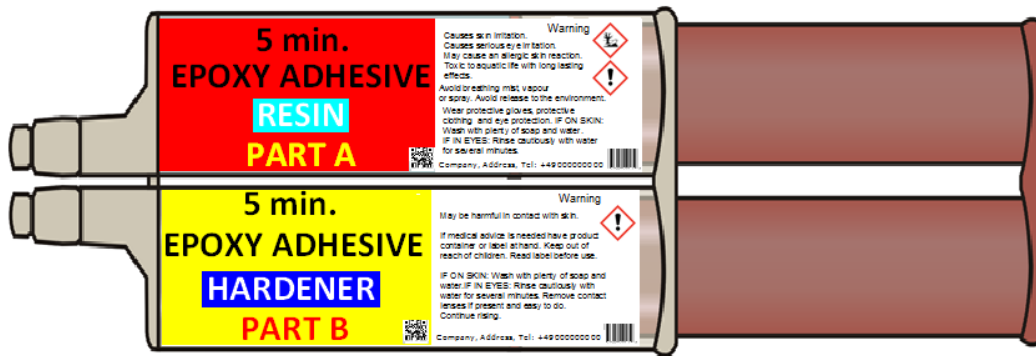 5 min.
EPOXY ADHESIVE
RESIN
PART A
Warning
Causes skin irritation.
Causes serious eye irritation.
May cause an allergic skin reaction.
Toxic to aquatic life with long lasting
effects.
Avoid breathing mist, vapour
or spray. Avoid release to the environment.
Wear protective gloves, protective
clothing and eye protection. IF ON SKIN:
Wash with plenty of soap and water.
IF IN EYES: Rinse cautiously with water
for several minutes.
Company, Address, Tel: +49000000000
5 min.
EPOXY ADHESIVE
HARDENER
PART B
Warning
May be harmful in contact with skin.
If medical advice is needed have product
container or label at hand. Keep out of
reach of children. Read label before use.
IF ON SKIN: Wash with plenty of soap and
water.IF IN EYES: Rinse cautiously with
water for several minutes. Remove contact
lenses if present and easy to do.
Continue rising.
Company, Address, Tel: +49000000000